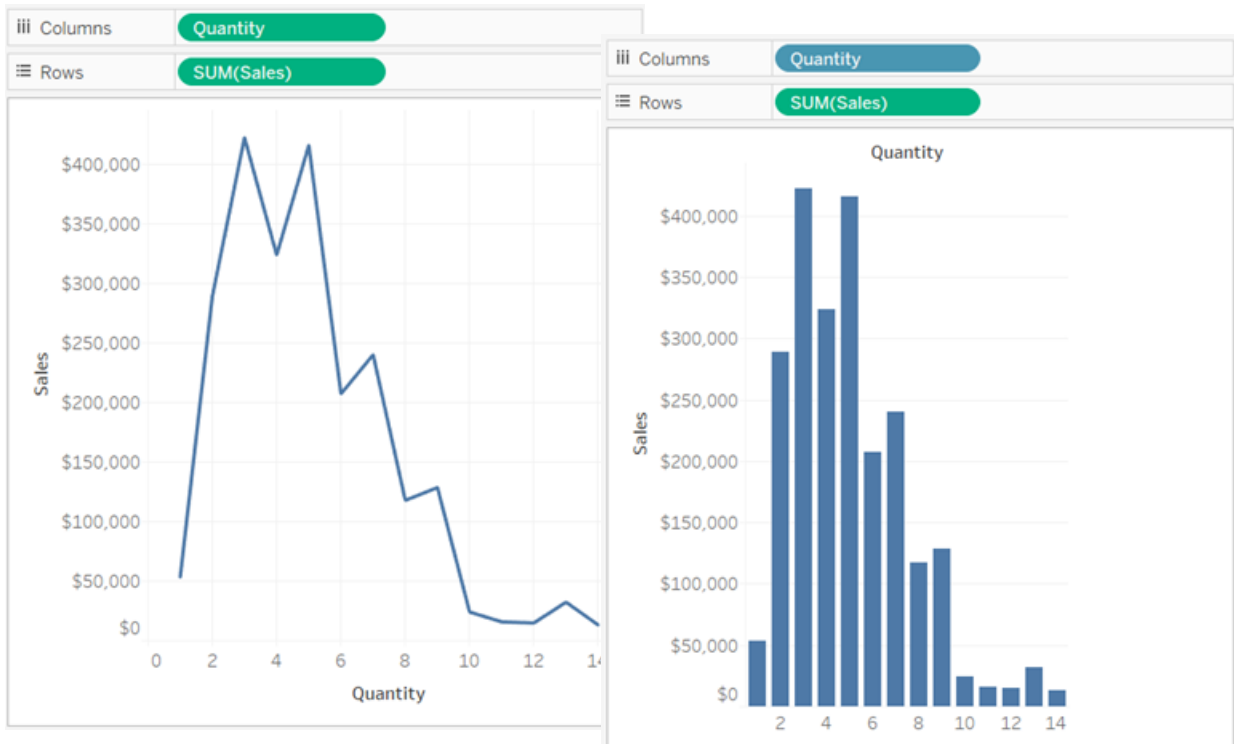 Columns Quantity
Rows SUM(Sales)
$400,000
$350,000
$300,000
$250,000
$200,000
$150,000
$100,000
$50,000
$0
Sales
0 2 4 6 8 10 12
Quantity
Columns Quantity
Rows SUM(Sales)
Quantity
$400,000
$350,000
$300,000
$250,000
$200,000
$150,000
$100,000
$50,000
$0
Sales
2 4 6 8 10 12 14